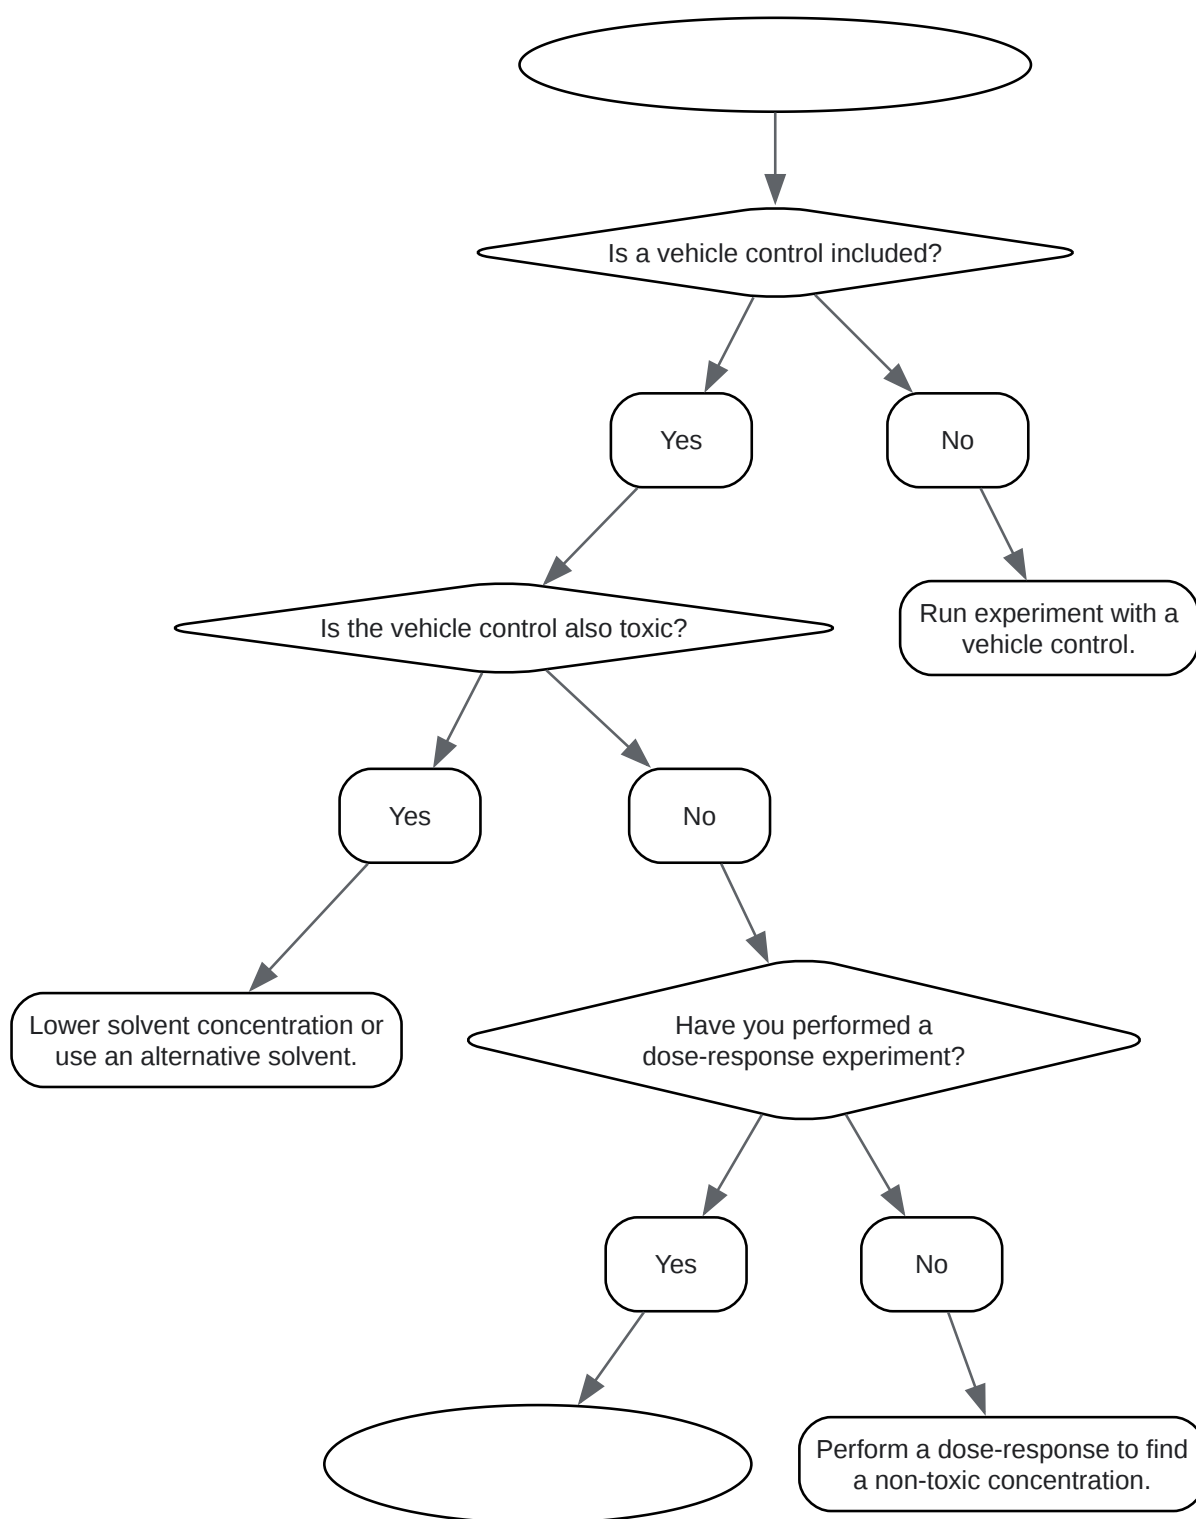 Is a vehicle control included?
Yes
No
Run experiment with a
vehicle control.
Is the vehicle control also toxic?
Yes
No
Lower solvent concentration or
use an alternative solvent.
Have you performed a
dose-response experiment?
Yes
No
Perform a dose-response to find
a non-toxic concentration.